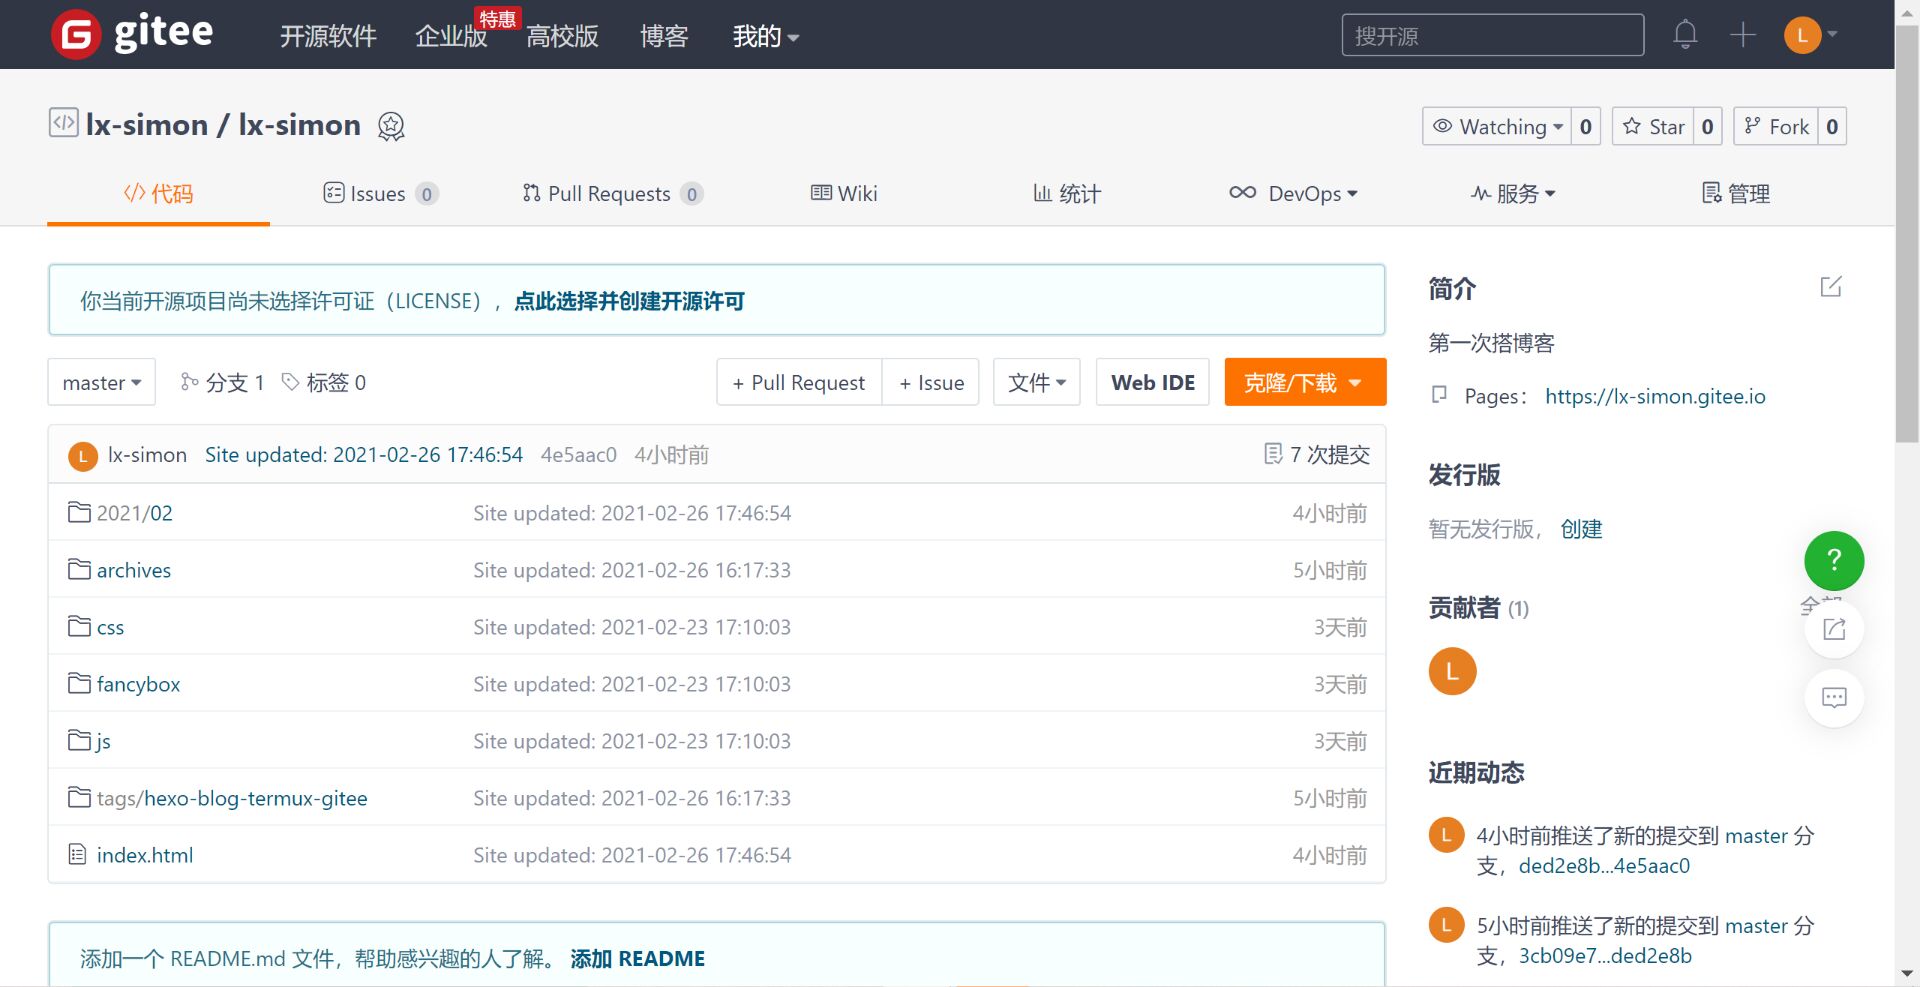 gitee 开源软件 企业版 特惠 高校版 博客 我的 搜开源 L
lx-simon / lx-simon Watching 0 Star 0 Fork 0
代码 Issues 0 Pull Requests 0 Wiki 统计 DevOps 服务 管理
你当前开源项目尚未选择许可证（LICENSE），点此选择并创建开源许可
master 分支 1 标签 0 + Pull Request + Issue 文件 Web IDE 克隆/下载
L lx-simon Site updated: 2021-02-26 17:46:54 4e5aac0 4小时前 7 次提交
2021/02 Site updated: 2021-02-26 17:46:54 4小时前
archives Site updated: 2021-02-26 16:17:33 5小时前
css Site updated: 2021-02-23 17:10:03 3天前
fancybox Site updated: 2021-02-23 17:10:03 3天前
js Site updated: 2021-02-23 17:10:03 3天前
tags/hexo-blog-termux-gitee Site updated: 2021-02-26 16:17:33 5小时前
index.html Site updated: 2021-02-26 17:46:54 4小时前
添加一个 README.md 文件，帮助感兴趣的人了解。 添加 README
简介
第一次搭博客
Pages： https://lx-simon.gitee.io
发行版
暂无发行版， 创建
?
贡献者 (1)
L
近期动态
L 4小时前推送了新的提交到 master 分
支，ded2e8b...4e5aac0
L 5小时前推送了新的提交到 master 分
支，3cb09e7...ded2e8b